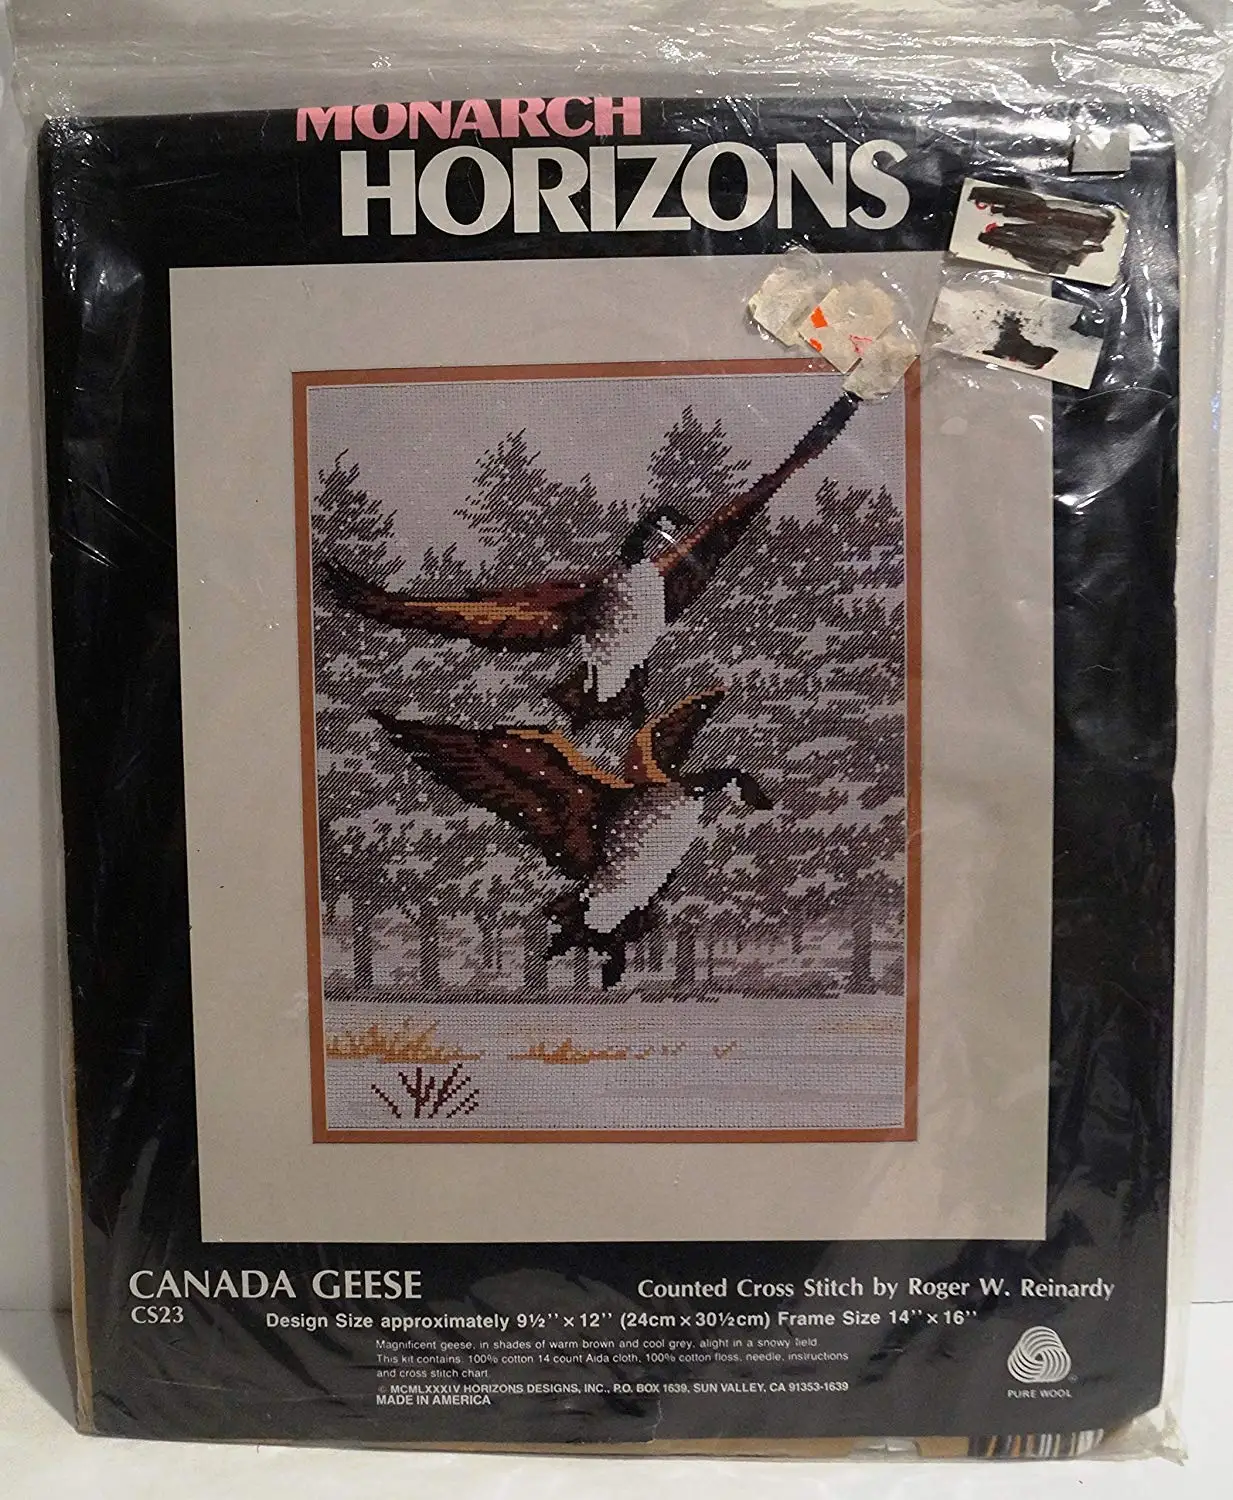 MONARCH
HORIZONS
CANADA GEESE
CS23
Counted Cross Stitch by Roger W. Reinardy
Design Size approximately 9½'' x 12'' (24cm x 30½cm) Frame Size 14'' x 16''
Magnificent geese, in shades of warm brown and cool grey, alight in a snowy field.
This kit contains: 100% cotton 14 count Aida cloth, 100% cotton floss, needle, instructions
and cross stitch chart.
© MCMLXXXIV HORIZONS DESIGNS, INC., P.O. BOX 1639, SUN VALLEY, CA 91353-1639
MADE IN AMERICA
PURE WOOL